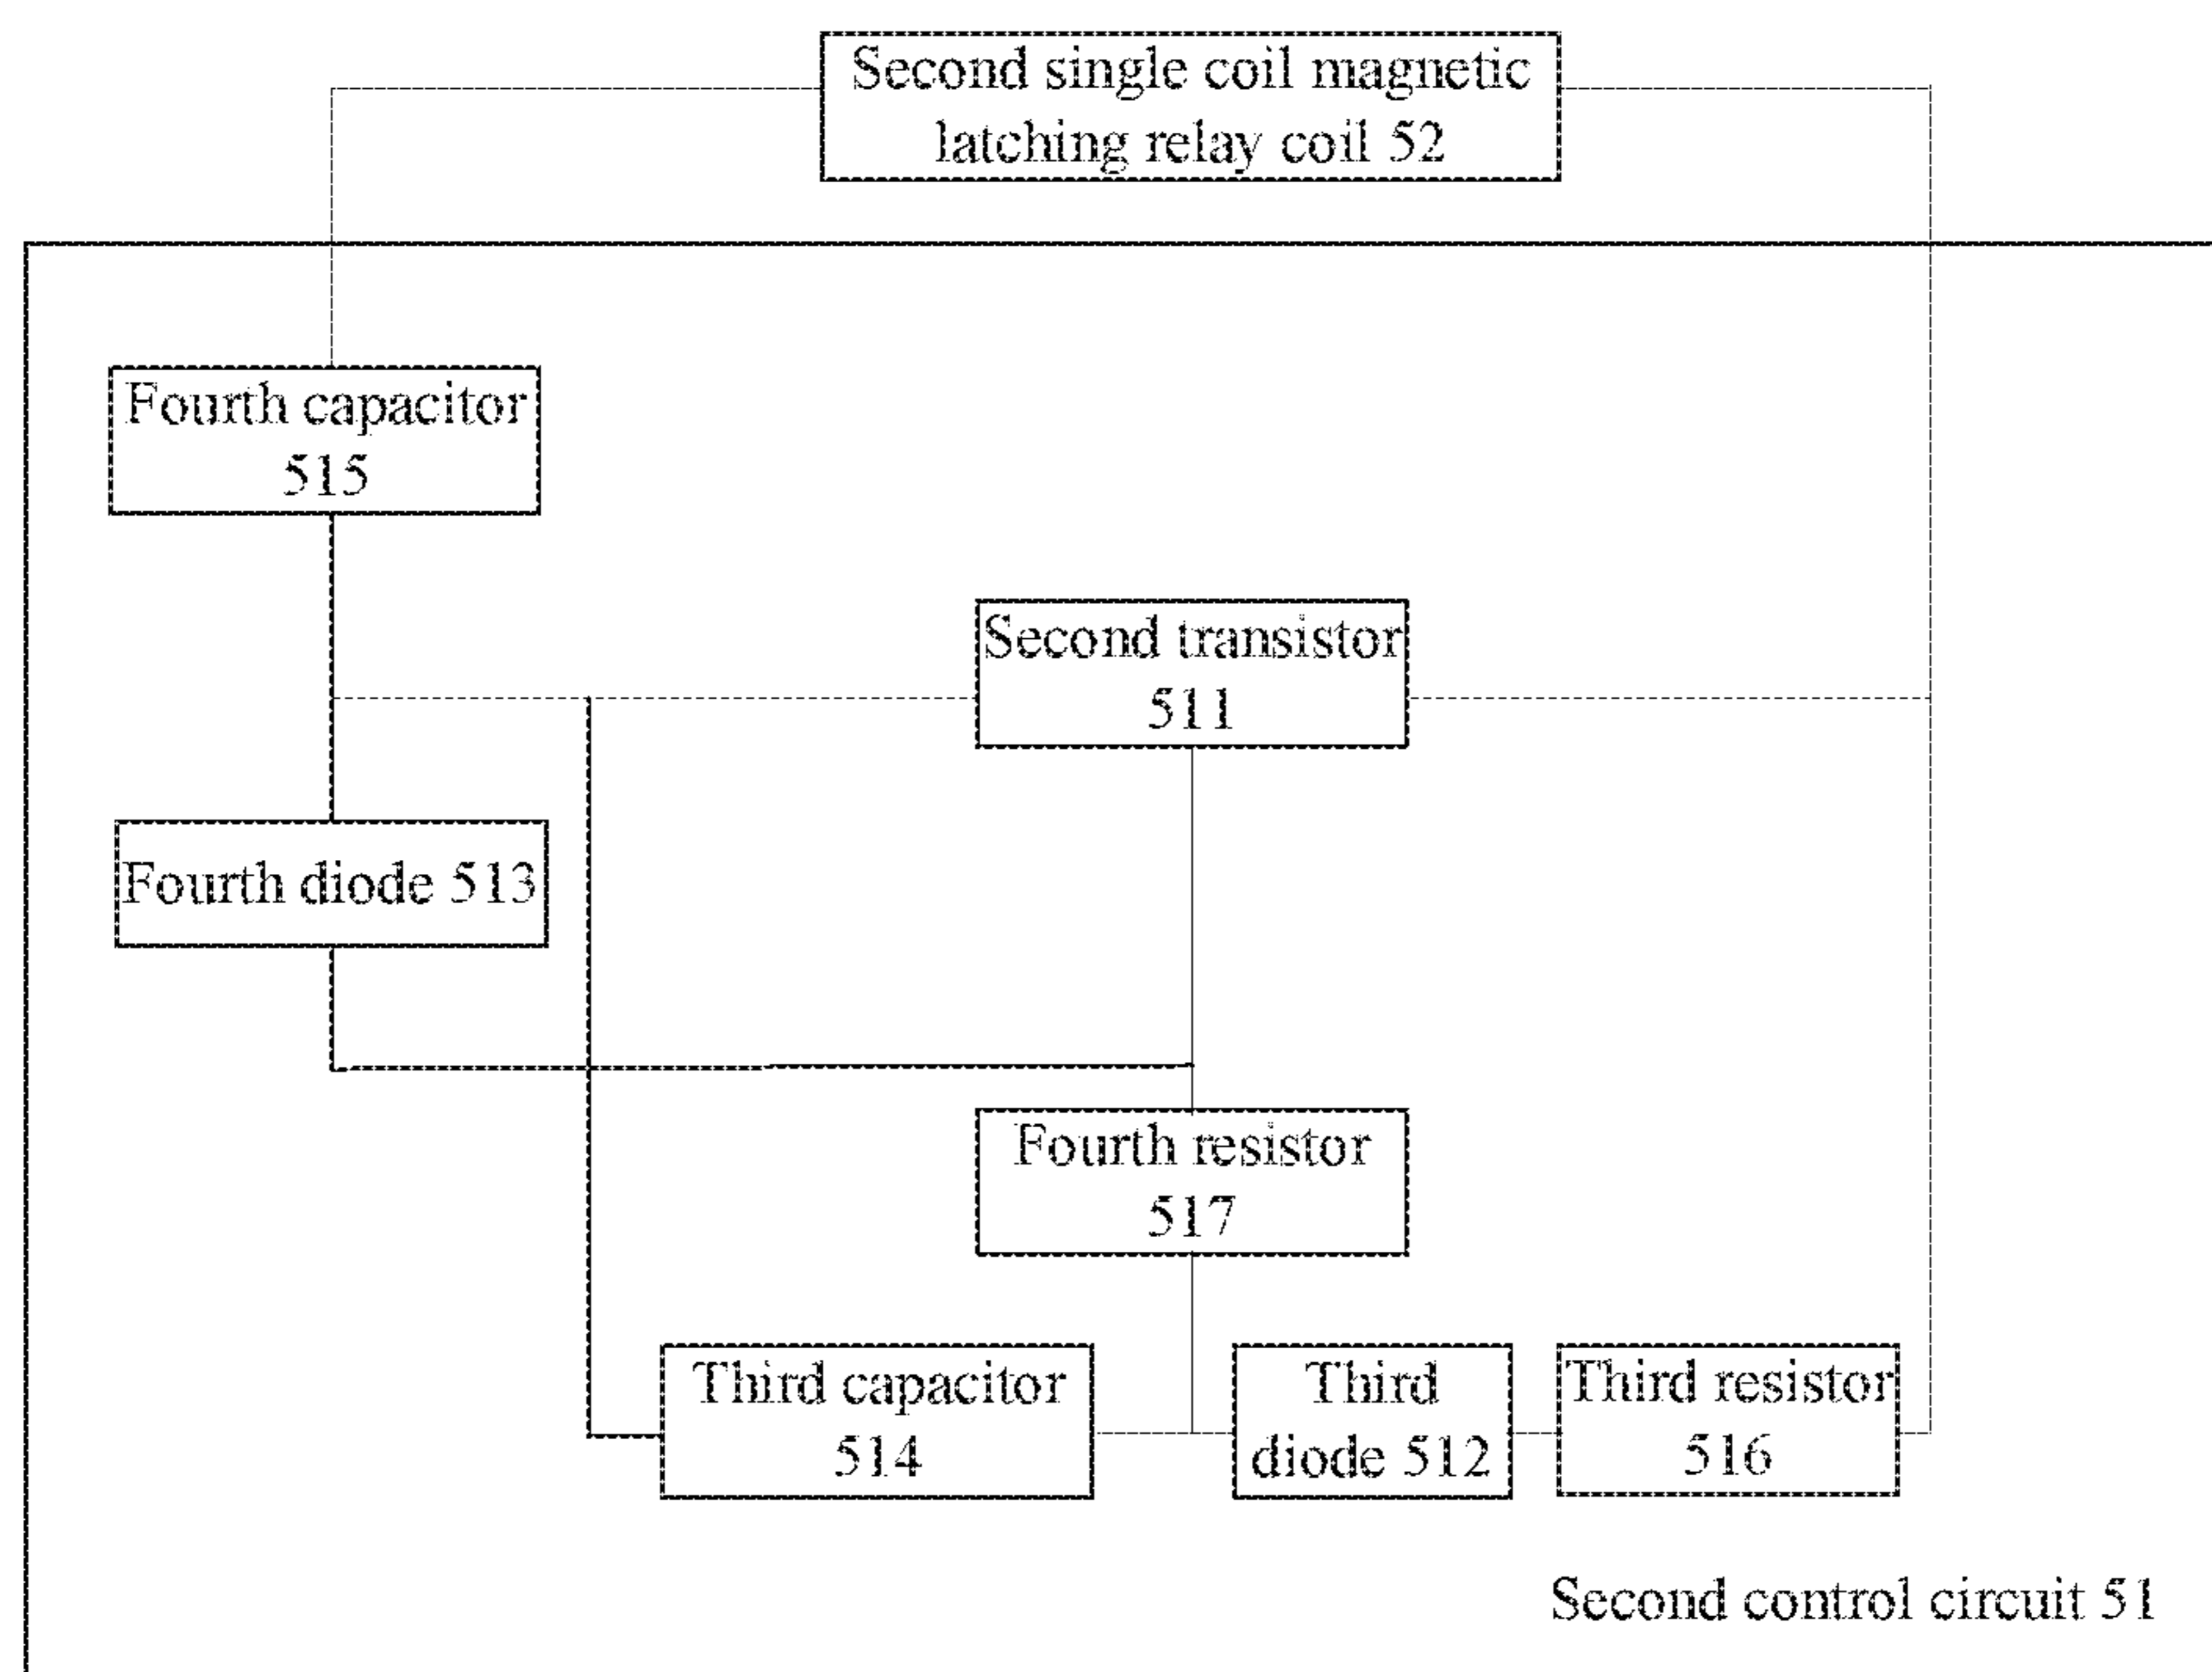 Second single coil magnetic
latching relay coil 52
Fourth capacitor
515
Second transistor
511
Fourth diode 513
Fourth resistor
517
Third capacitor
514
Third
diode 512
Third resistor
516
Second control circuit 51